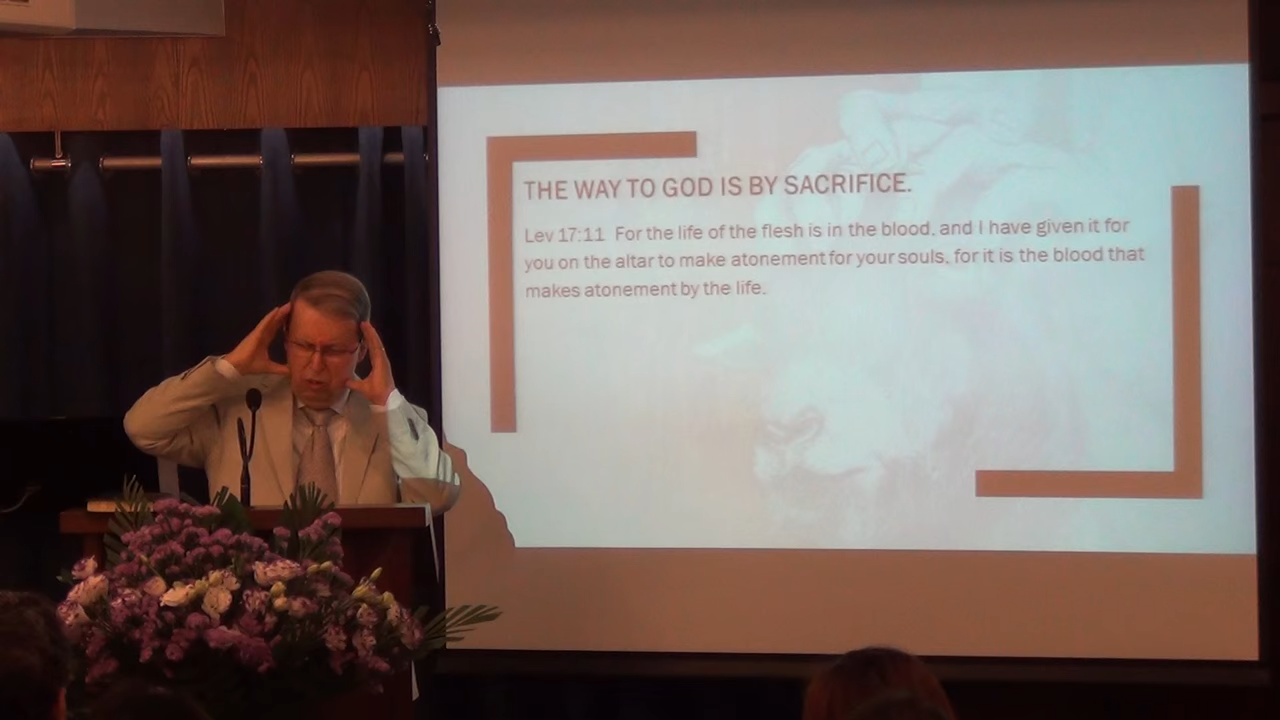 THE WAY TO GOD IS BY SACRIFICE.
Lev 17:11 For the life of the flesh is in the blood, and I have given it for
you on the altar to make atonement for your souls, for it is the blood that
makes atonement by the life.